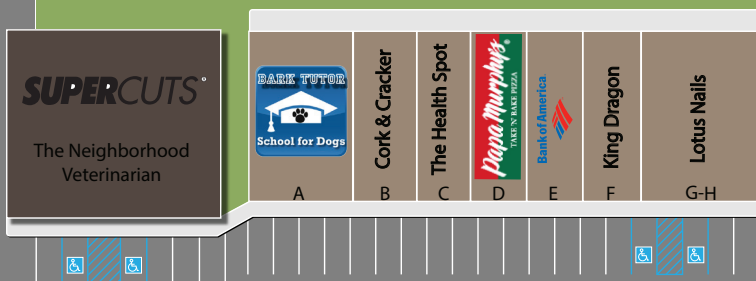 SUPERCUTS
The Neighborhood
Veterinarian
BARK TUTOR
School for Dogs
A
Cork & Cracker
B
The Health Spot
C
Papa Murphy's
TAKE 'N' BAKE PIZZA
D
Bank of America
E
King Dragon
F
Lotus Nails
G-H